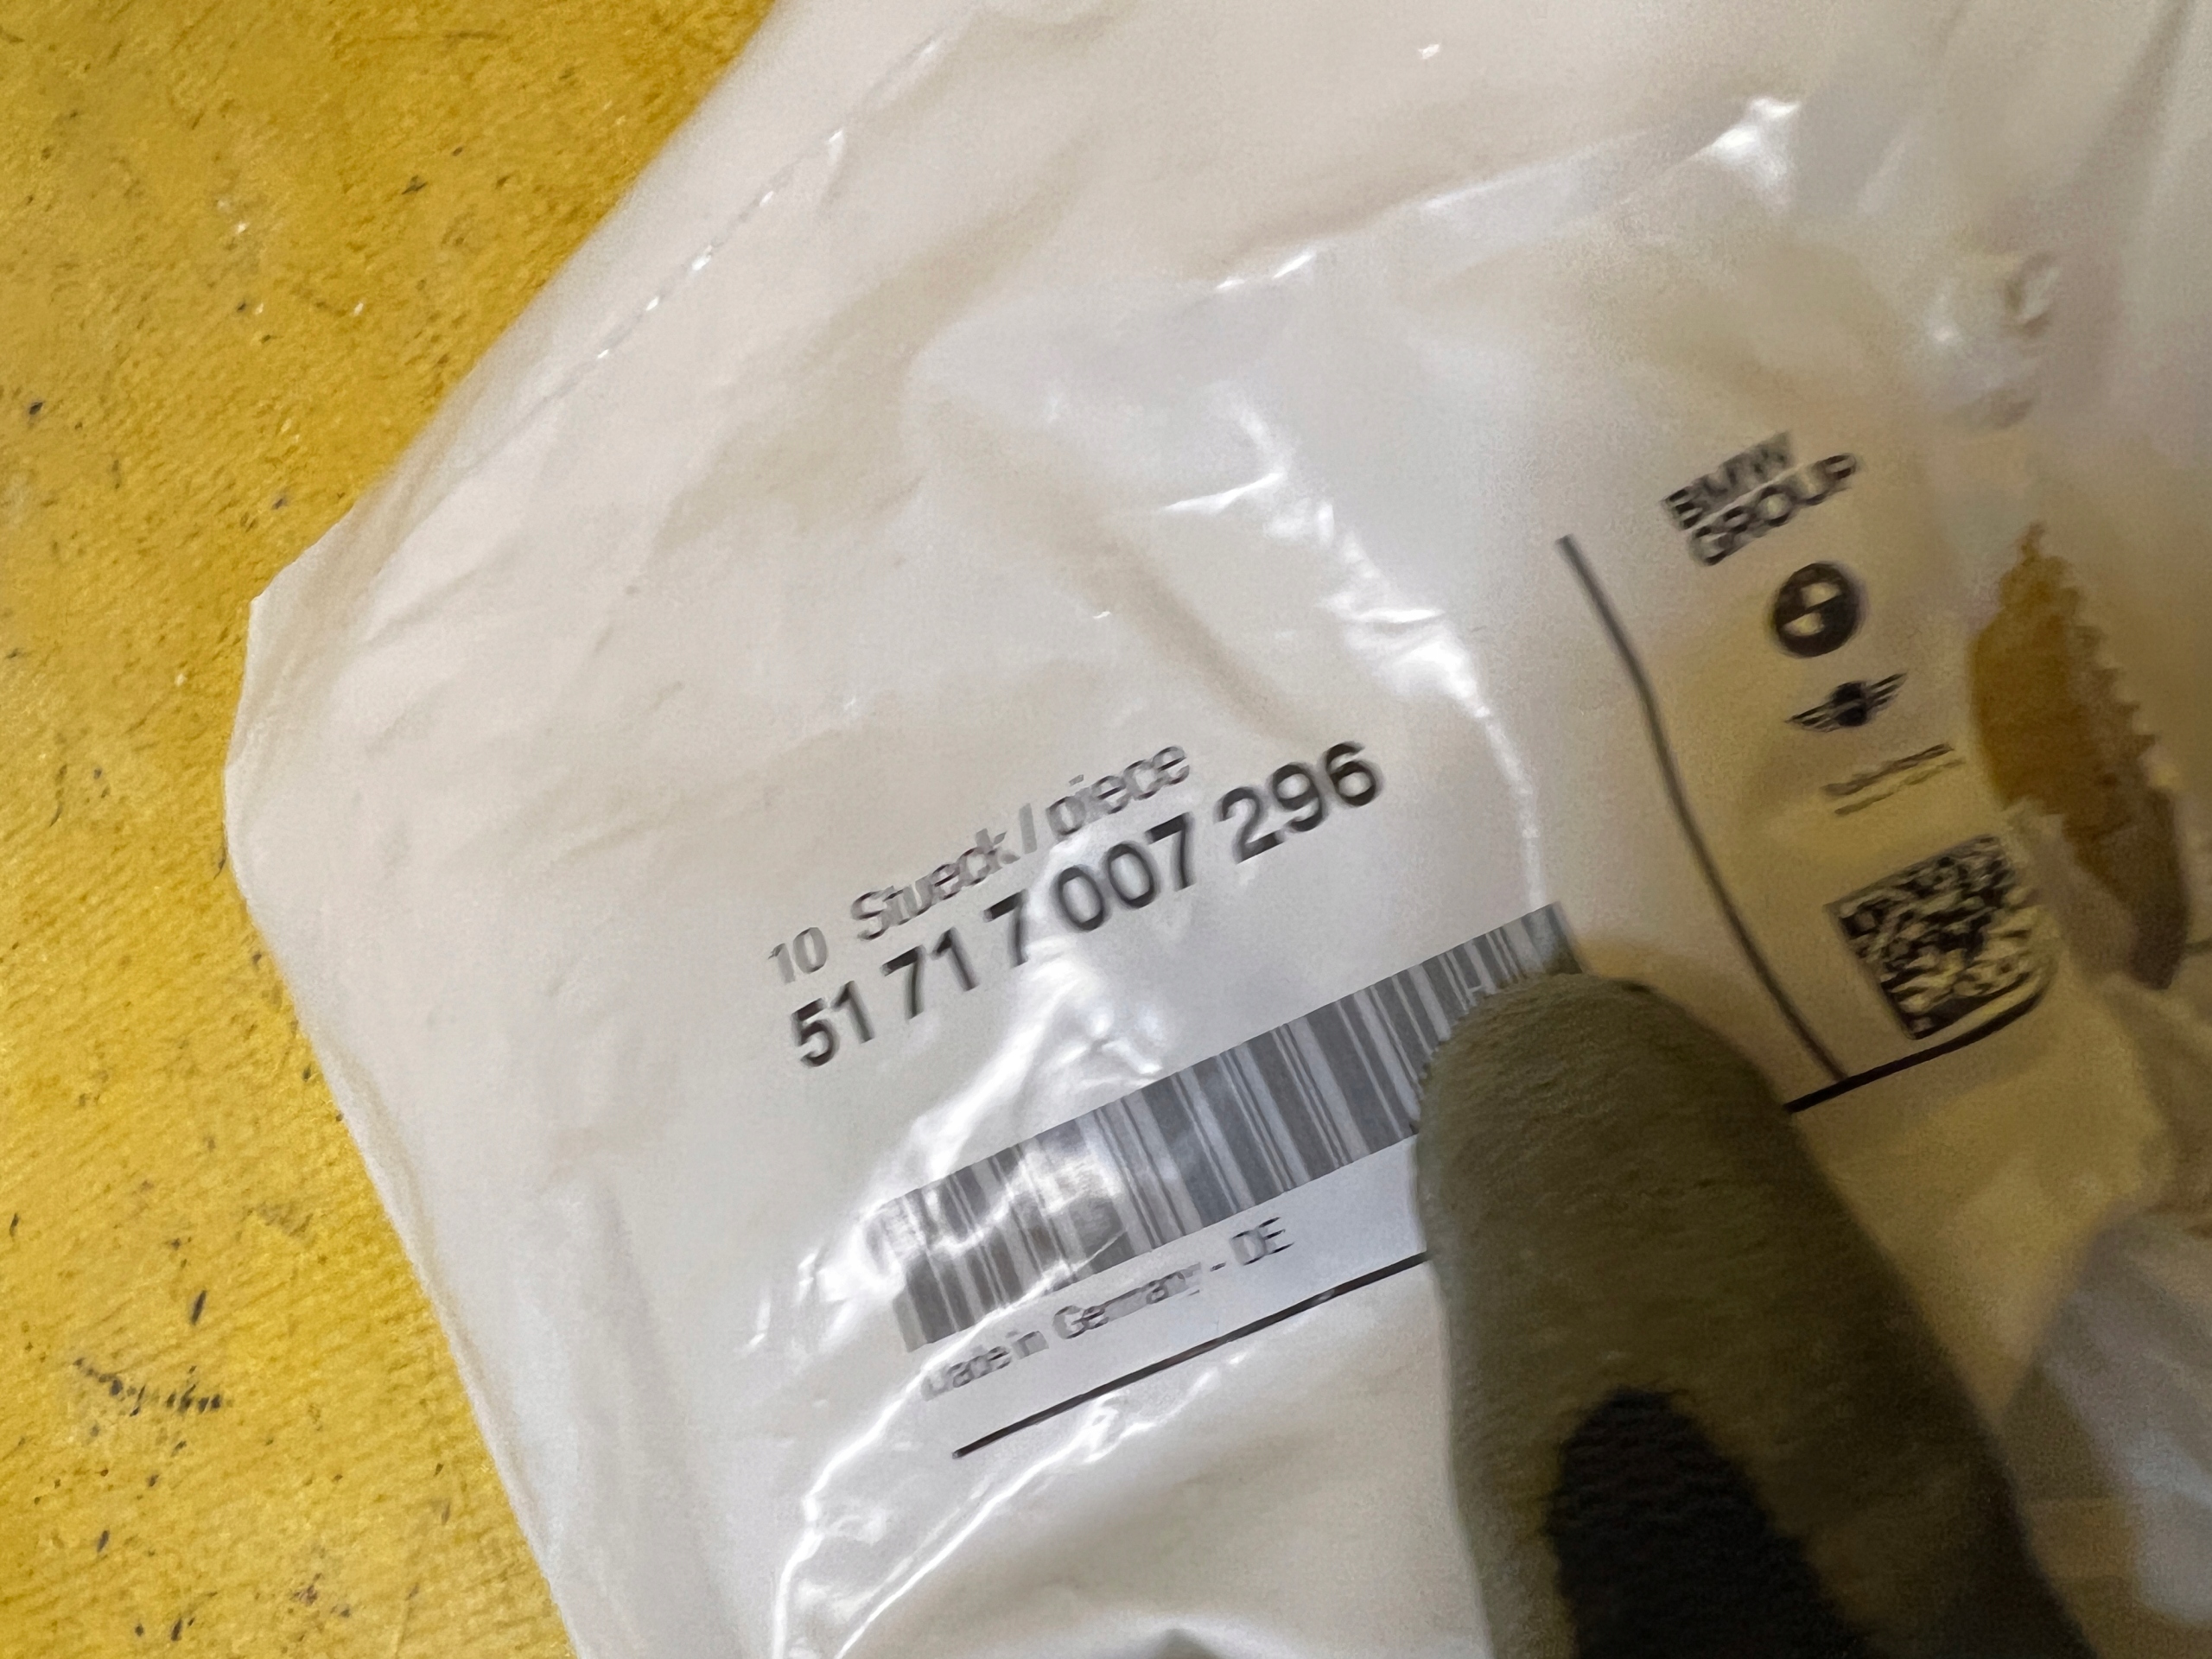 10 Stueck / piece
51 71 7 007 296
Made in Germany - DE
BMW
GROUP